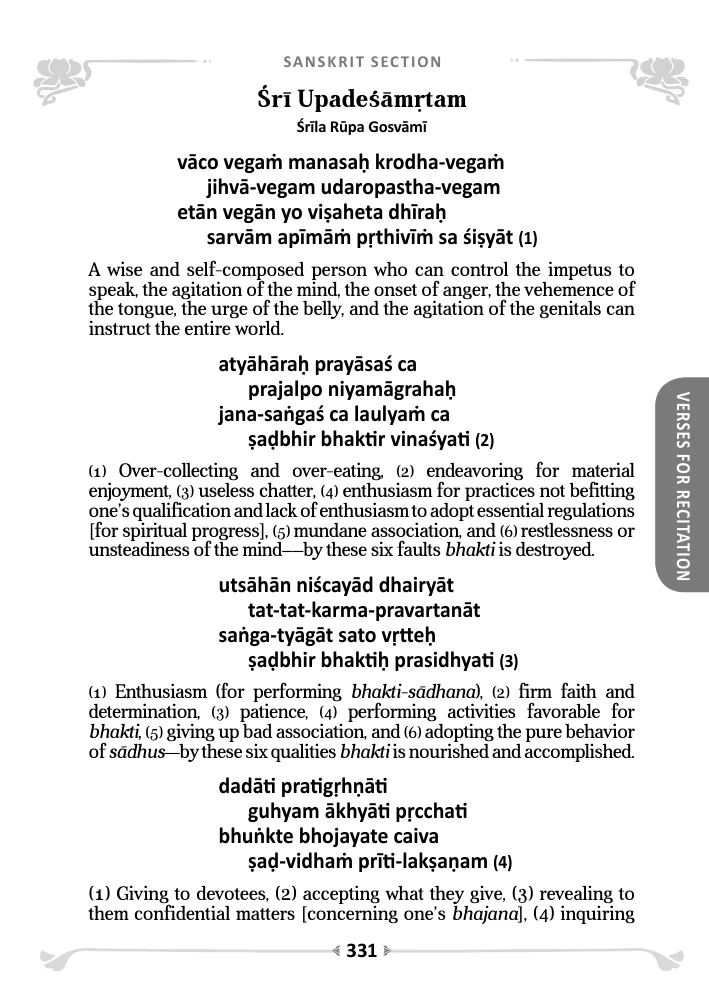 SANSKRIT SECTION
Śrī Upadeśāmṛtam
Śrīla Rūpa Gosvāmī
vāco vegaṁ manasaḥ krodha-vegaṁ
jihvā-vegam udaropastha-vegam
etān vegān yo viṣaheta dhīraḥ
sarvām apīmāṁ pṛthivīṁ sa śiṣyāt (1)
A wise and self-composed person who can control the impetus to
speak, the agitation of the mind, the onset of anger, the vehemence of
the tongue, the urge of the belly, and the agitation of the genitals can
instruct the entire world.
atyāhāraḥ prayāsaś ca
prajalpo niyamāgrahaḥ
jana-saṅgaś ca laulyaṁ ca
ṣaḍbhir bhaktir vinaśyati (2)
(1) Over-collecting and over-eating, (2) endeavoring for material
enjoyment, (3) useless chatter, (4) enthusiasm for practices not befitting
one's qualification and lack of enthusiasm to adopt essential regulations
[for spiritual progress], (5) mundane association, and (6) restlessness or
unsteadiness of the mind—by these six faults bhakti is destroyed.
utsāhān niścayād dhairyāt
tat-tat-karma-pravartanāt
saṅga-tyāgāt sato vṛtteḥ
ṣaḍbhir bhaktiḥ prasidhyati (3)
(1) Enthusiasm (for performing bhakti-sādhana), (2) firm faith and
determination, (3) patience, (4) performing activities favorable for
bhakti, (5) giving up bad association, and (6) adopting the pure behavior
of sādhus—by these six qualities bhakti is nourished and accomplished.
dadāti pratigṛhṇāti
guhyam ākhyāti pṛcchati
bhuṅkte bhojayate caiva
ṣaḍ-vidhaṁ prīti-lakṣaṇam (4)
(1) Giving to devotees, (2) accepting what they give, (3) revealing to
them confidential matters [concerning one's bhajana], (4) inquiring
331
VERSES FOR RECITATION